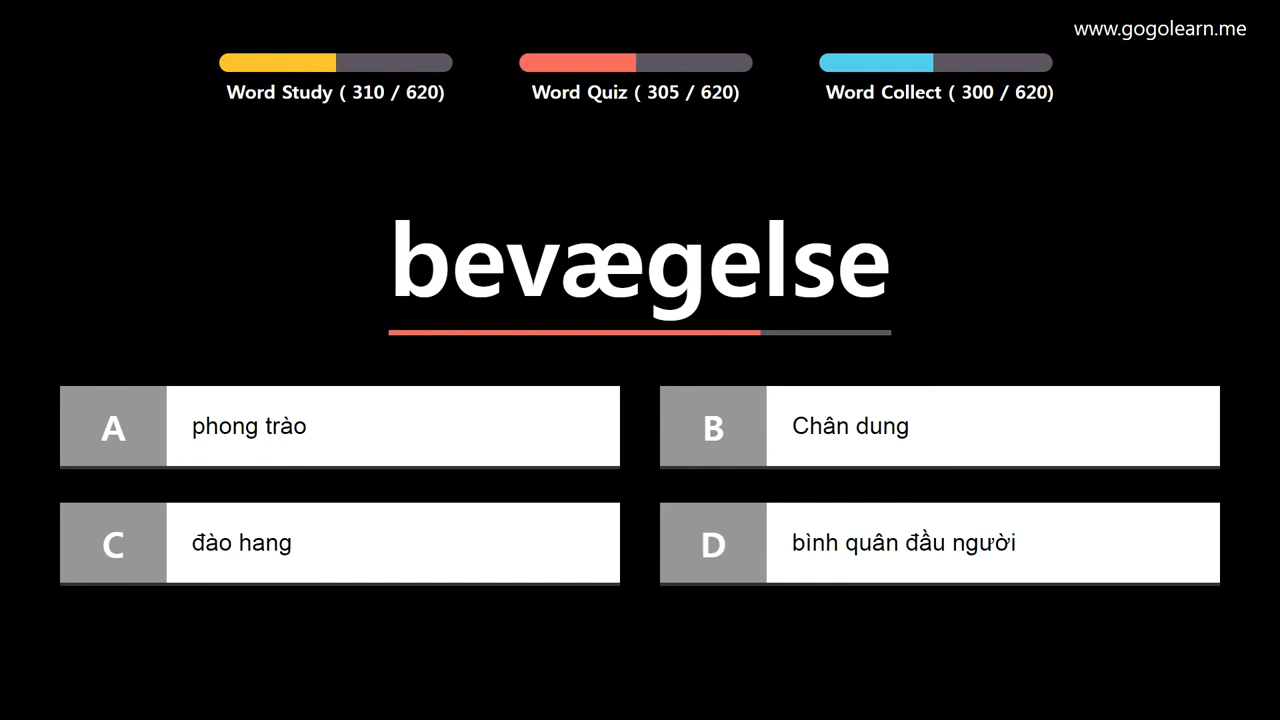 www.gogolearn.me
Word Study ( 310 / 620)
Word Quiz ( 305 / 620)
Word Collect ( 300 / 620)
bevægelse
A phong trào
B Chân dung
C đào hang
D bình quân đầu người